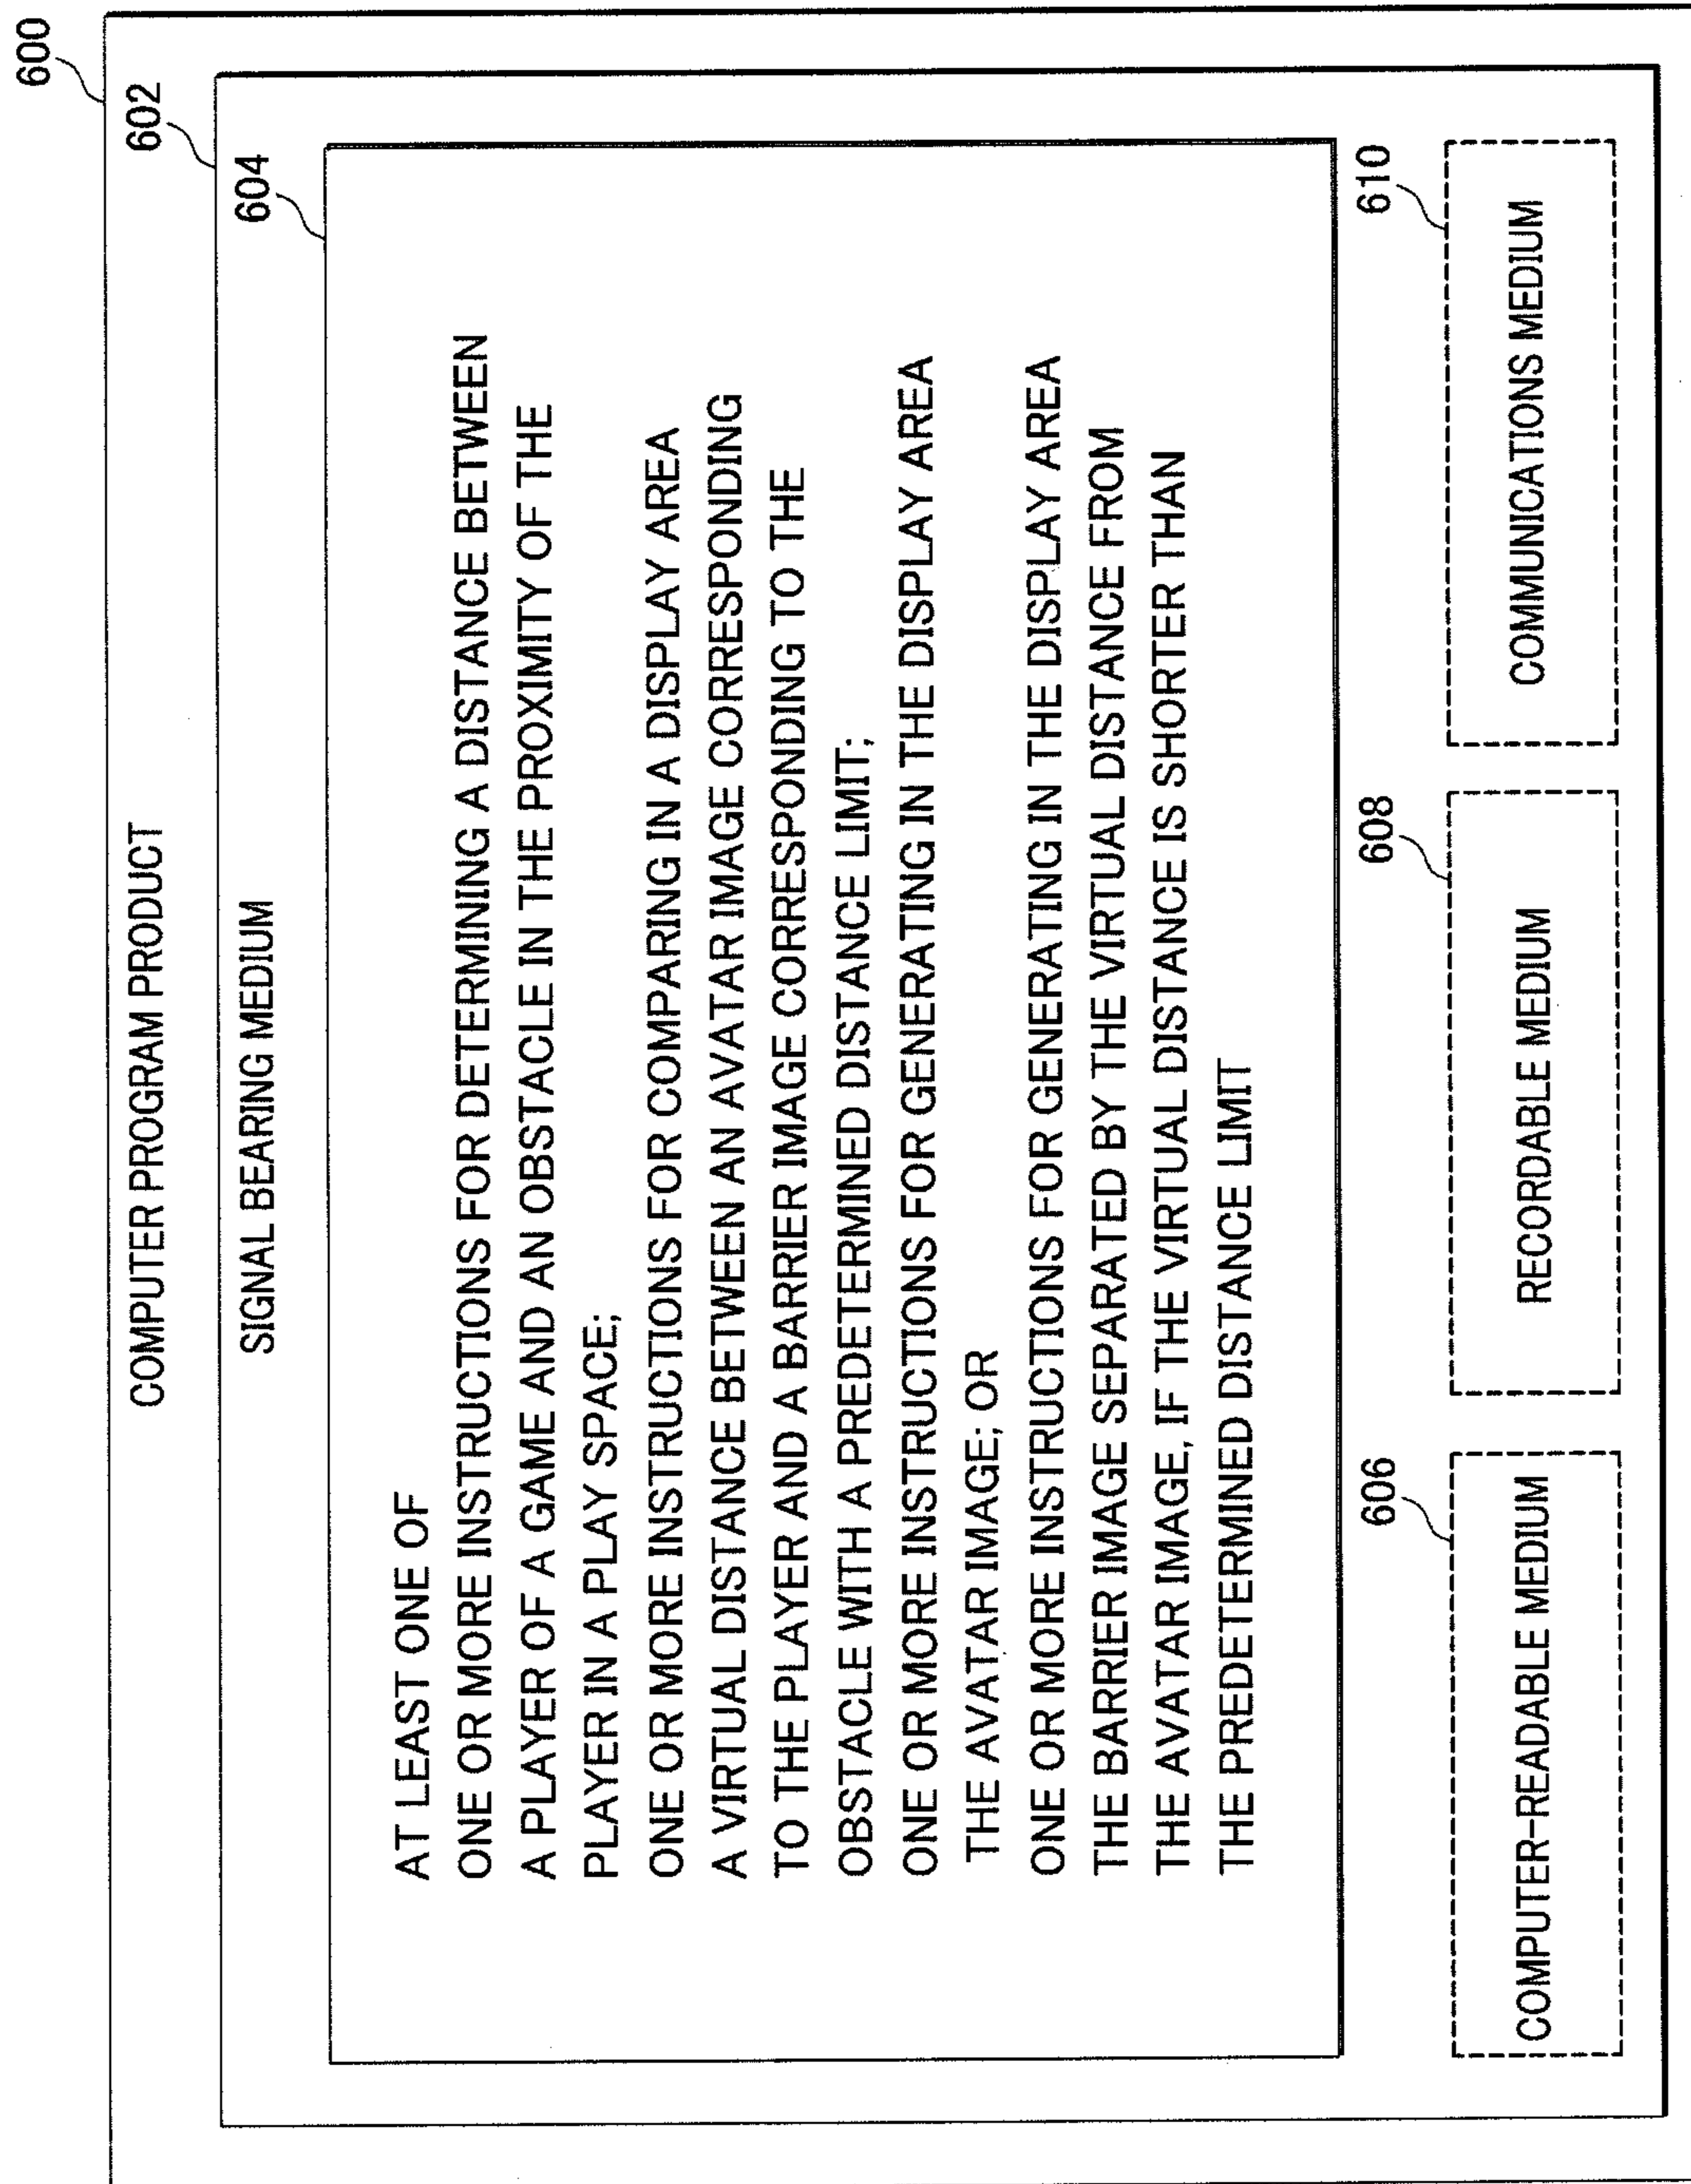 600
COMPUTER PROGRAM PRODUCT
602
SIGNAL BEARING MEDIUM
604
AT LEAST ONE OF
ONE OR MORE INSTRUCTIONS FOR DETERMINING A DISTANCE BETWEEN
A PLAYER OF A GAME AND AN OBSTACLE IN THE PROXIMITY OF THE
PLAYER IN A PLAY SPACE;
ONE OR MORE INSTRUCTIONS FOR COMPARING IN A DISPLAY AREA
A VIRTUAL DISTANCE BETWEEN AN AVATAR IMAGE CORRESPONDING
TO THE PLAYER AND A BARRIER IMAGE CORRESPONDING TO THE
OBSTACLE WITH A PREDETERMINED DISTANCE LIMIT;
ONE OR MORE INSTRUCTIONS FOR GENERATING IN THE DISPLAY AREA
THE AVATAR IMAGE; OR
ONE OR MORE INSTRUCTIONS FOR GENERATING IN THE DISPLAY AREA
THE BARRIER IMAGE SEPARATED BY THE VIRTUAL DISTANCE FROM
THE AVATAR IMAGE, IF THE VIRTUAL DISTANCE IS SHORTER THAN
THE PREDETERMINED DISTANCE LIMIT
606
COMPUTER-READABLE MEDIUM
608
RECORDABLE MEDIUM
610
COMMUNICATIONS MEDIUM